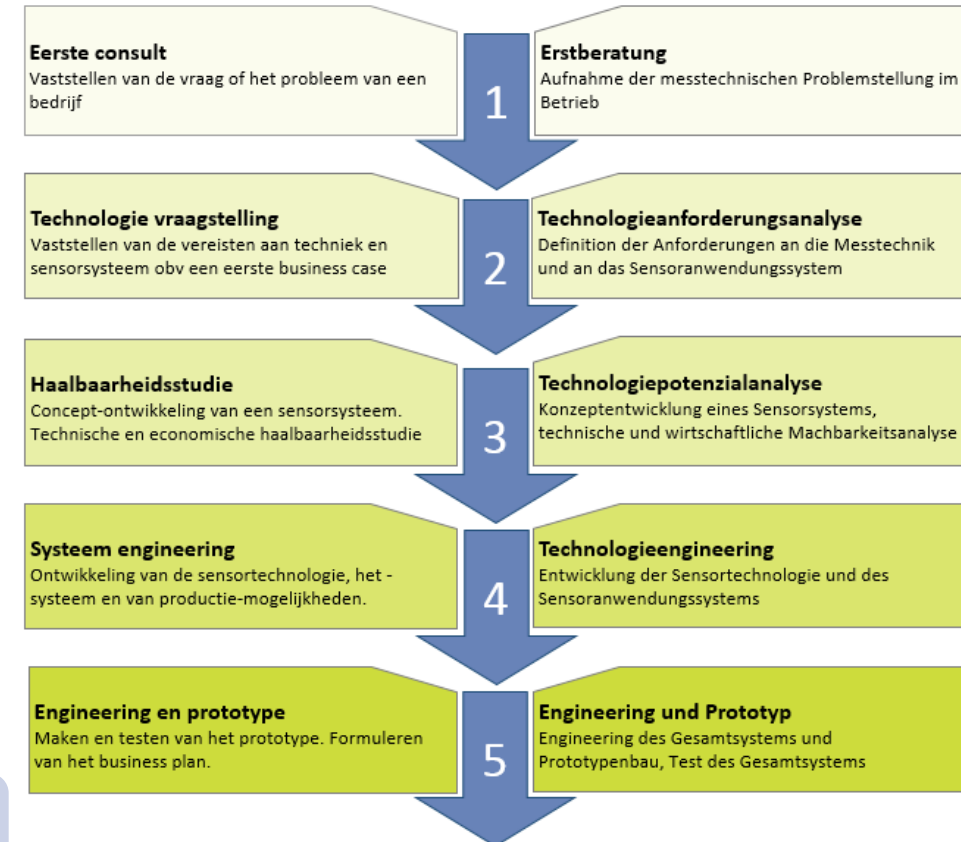 Eerste consult
Vaststellen van de vraag of het probleem van een
bedrijf
1
Erstberatung
Aufnahme der messtechnischen Problemstellung im
Betrieb
Technologie vraagstelling
Vaststellen van de vereisten aan techniek en
sensorsysteem obv een eerste business case
2
Technologieanforderungsanalyse
Definition der Anforderungen an die Messtechnik
und an das Sensoranwendungssystem
Haalbaarheidsstudie
Concept-ontwikkeling van een sensorsysteem.
Technische en economische haalbaarheidsstudie
3
Technologiepotenzialanalyse
Konzeptentwicklung eines Sensorsystems,
technische und wirtschaftliche Machbarkeitsanalyse
Systeem engineering
Ontwikkeling van de sensortechnologie, het -
systeem en van productie-mogelijkheden.
4
Technologieengineering
Entwicklung der Sensortechnologie und des
Sensoranwendungssystems
Engineering en prototype
Maken en testen van het prototype. Formuleren
van het business plan.
5
Engineering und Prototyp
Engineering des Gesamtsystems und
Prototypenbau, Test des Gesamtsystems